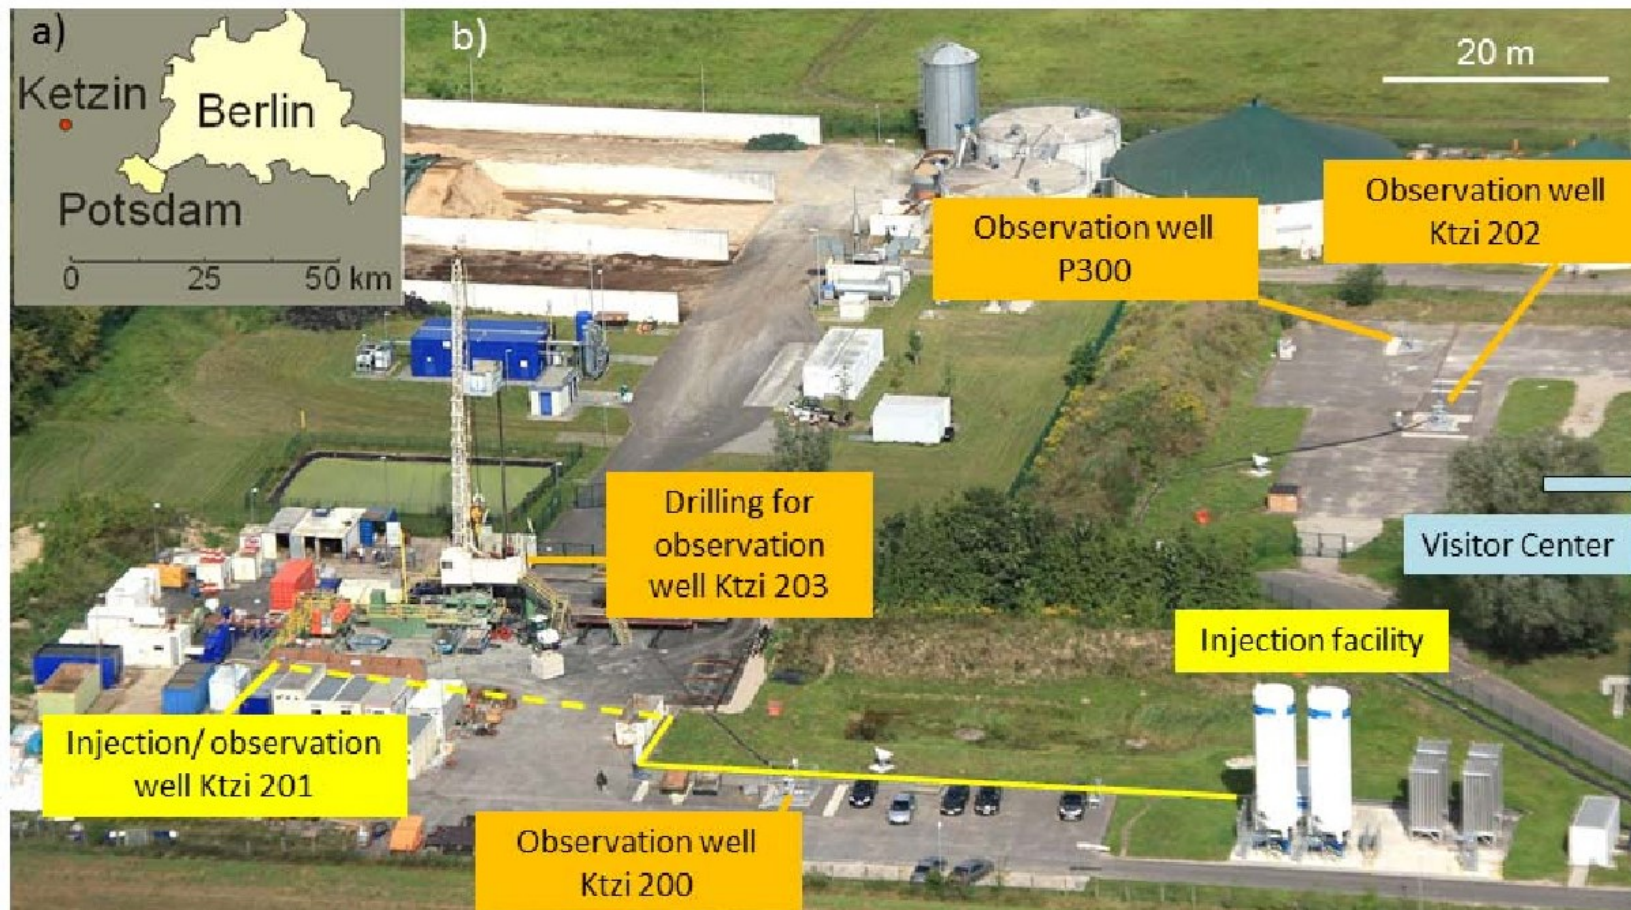 a)
Ketzin
Berlin
Potsdam
0 25 50 km
b)
20 m
Observation well
P300
Observation well
Ktzi 202
Drilling for
observation
well Ktzi 203
Visitor Center
Injection facility
Injection/ observation
well Ktzi 201
Observation well
Ktzi 200